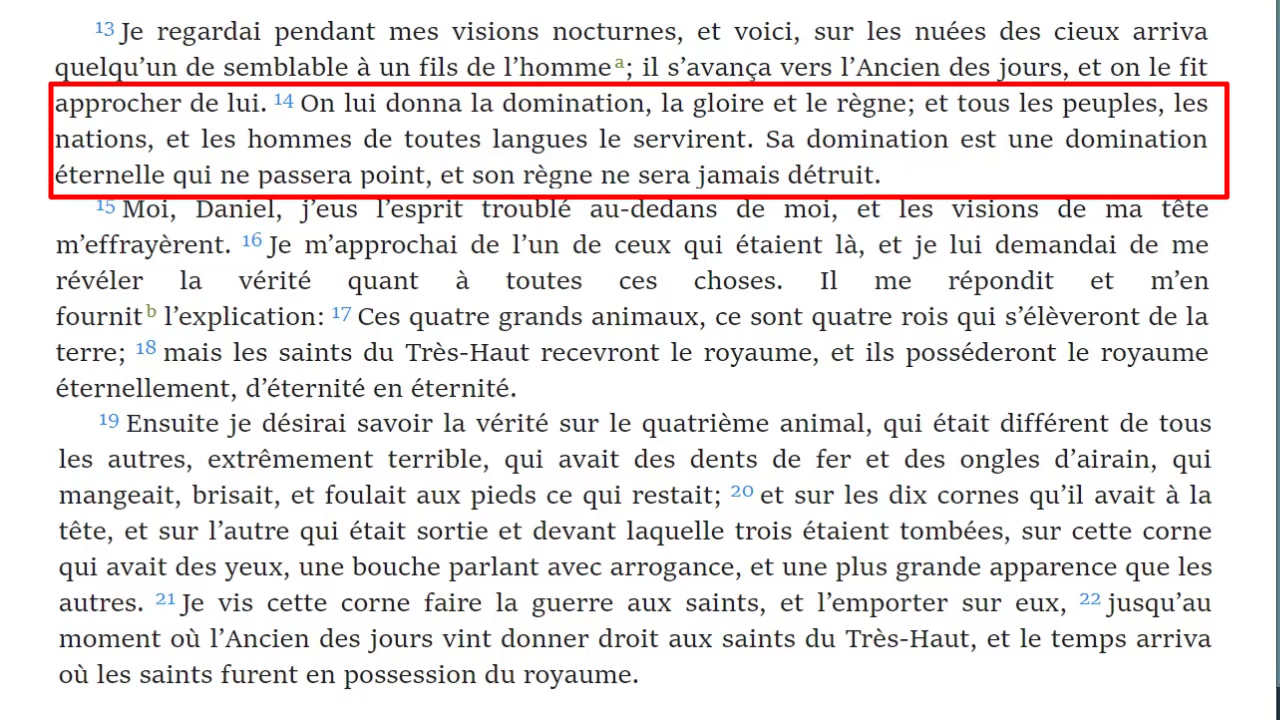 13 Je regardai pendant mes visions nocturnes, et voici, sur les nuées des cieux arriva
quelqu’un de semblable à un fils de l’homme a; il s’avança vers l’Ancien des jours, et on le fit
approcher de lui. 14 On lui donna la domination, la gloire et le règne; et tous les peuples, les
nations, et les hommes de toutes langues le servirent. Sa domination est une domination
éternelle qui ne passera point, et son règne ne sera jamais détruit.
15 Moi, Daniel, j’eus l’esprit troublé au-dedans de moi, et les visions de ma tête
m’effrayèrent. 16 Je m’approchai de l’un de ceux qui étaient là, et je lui demandai de me
révéler la vérité quant à toutes ces choses. Il me répondit et m’en
fournit b l’explication: 17 Ces quatre grands animaux, ce sont quatre rois qui s’élèveront de la
terre; 18 mais les saints du Très-Haut recevront le royaume, et ils posséderont le royaume
éternellement, d’éternité en éternité.
19 Ensuite je désirai savoir la vérité sur le quatrième animal, qui était différent de tous
les autres, extrêmement terrible, qui avait des dents de fer et des ongles d’airain, qui
mangeait, brisait, et foulait aux pieds ce qui restait; 20 et sur les dix cornes qu’il avait à la
tête, et sur l’autre qui était sortie et devant laquelle trois étaient tombées, sur cette corne
qui avait des yeux, une bouche parlant avec arrogance, et une plus grande apparence que les
autres. 21 Je vis cette corne faire la guerre aux saints, et l’emporter sur eux, 22 jusqu’au
moment où l’Ancien des jours vint donner droit aux saints du Très-Haut, et le temps arriva
où les saints furent en possession du royaume.